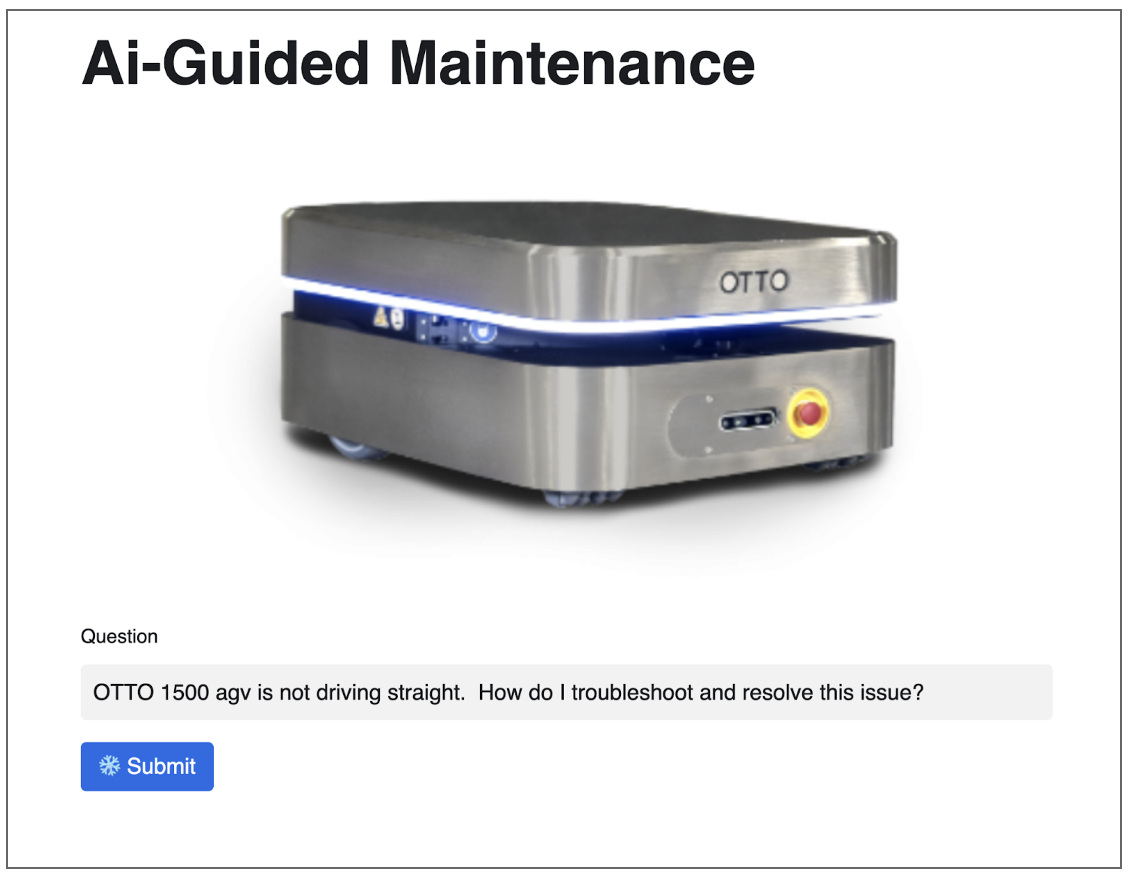 Ai-Guided Maintenance
OTTO
Question
OTTO 1500 agv is not driving straight.  How do I troubleshoot and resolve this issue?
Submit